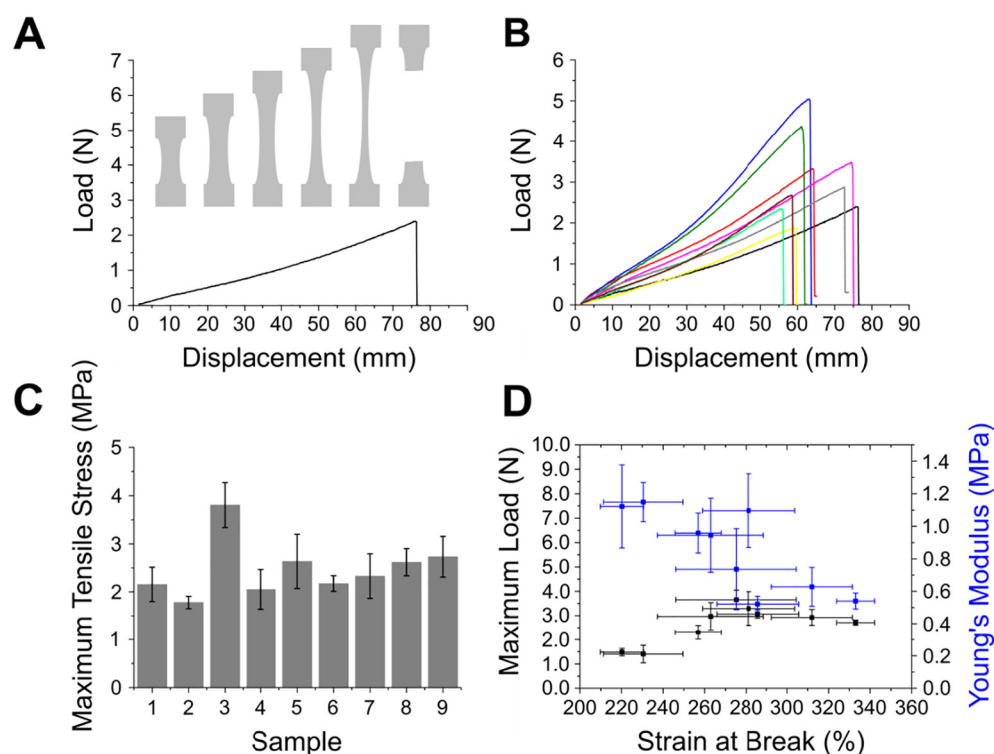 A
Load (N)
7
6
5
4
3
2
1
0
0 10 20 30 40 50 60 70 80 90
Displacement (mm)
B
Load (N)
6
5
4
3
2
1
0
0 10 20 30 40 50 60 70 80 90
Displacement (mm)
C
Maximum Tensile Stress (MPa)
5
4
3
2
1
0
1 2 3 4 5 6 7 8 9
Sample
D
Maximum Load (N)
10.0
9.0
8.0
7.0
6.0
5.0
4.0
3.0
2.0
1.0
0.0
200 220 240 260 280 300 320 340 360
Strain at Break (%)
1.4
1.2
1.0
0.8
0.6
0.4
0.2
0.0
Young's Modulus (MPa)